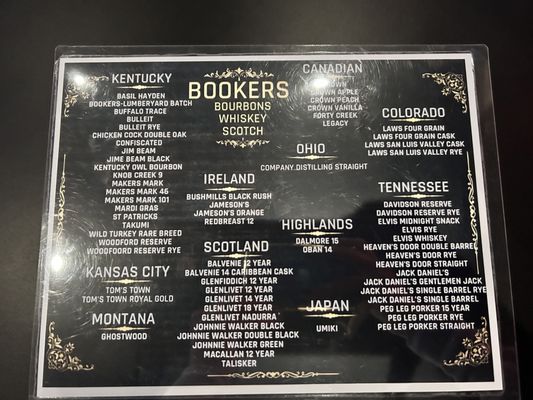 KENTUCKY
BASIL HAYDEN
BOOKERS-LUMBERYARD BATCH
BUFFALO TRACE
BULLEIT
BULLEIT RYE
CHICKEN COCK DOUBLE OAK
CONFISCATED
JIM BEAM
JIME BEAM BLACK
KENTUCKY OWL BOURBON
KNOB CREEK 9
MAKERS MARK
MAKERS MARK 46
MAKERS MARK 101
MARDI GRAS
ST PATRICKS
TAKUMI
WILD TURKEY RARE BREED
WOODFORD RESERVE
WOODFOORD RESERVE RYE
KANSAS CITY
TOM'S TOWN
TOM'S TOWN ROYAL GOLD
MONTANA
GHOSTWOOD
BOOKERS
BOURBONS
WHISKEY
SCOTCH
IRELAND
BUSHMILLS BLACK RUSH
JAMESON'S
JAMESON'S ORANGE
REDBREAST 12
SCOTLAND
BALVENIE 12 YEAR
BALVENIE 14 CARIBBEAN CASK
GLENFIDDICH 12 YEAR
GLENLIVET 12 YEAR
GLENLIVET 14 YEAR
GLENLIVET 18 YEAR
GLENLIVET NADURRA
JOHNNIE WALKER BLACK
JOHNNIE WALKER DOUBLE BLACK
JOHNNIE WALKER GREEN
MACALLAN 12 YEAR
TALISKER
CANADIAN
CROWN APPLE
CROWN PEACH
CROWN VANILLA
FORTY CREEK
LEGACY
OHIO
COMPANY.DISTILLING STRAIGHT
HIGHLANDS
DALMORE 15
OBAN 14
JAPAN
UMIKI
COLORADO
LAWS FOUR GRAIN
LAWS FOUR GRAIN CASK
LAWS SAN LUIS VALLEY CASK
LAWS SAN LUIS VALLEY RYE
TENNESSEE
DAVIDSON RESERVE
DAVIDSON RESERVE RYE
ELVIS MIDNIGHT SNACK
ELVIS RYE
ELVIS WHISKEY
HEAVEN'S DOOR DOUBLE BARREL
HEAVEN'S DOOR RYE
HEAVEN'S DOOR STRAIGHT
JACK DANIEL'S
JACK DANIEL'S GENTLEMEN JACK
JACK DANIEL'S SINGLE BARREL RYE
JACK DANIEL'S SINGLE BARREL
PEG LEG PORKER 15 YEAR
PEG LEG PORKER RYE
PEG LEG PORKER STRAIGHT